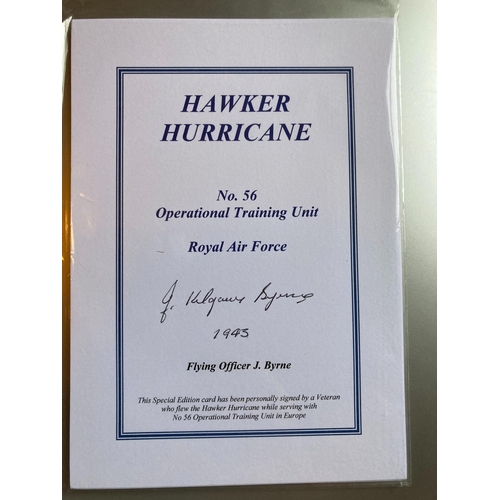 HAWKER
HURRICANE
No. 56
Operational Training Unit
Royal Air Force
J. Kilgawe Byrne
1943
Flying Officer J. Byrne
This Special Edition card has been personally signed by a Veteran
who flew the Hawker Hurricane while serving with
No 56 Operational Training Unit in Europe